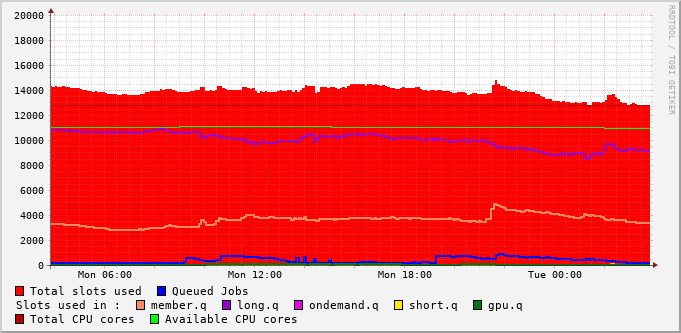 RRDTOOL / TOBI OETIKER
20000
18000
16000
14000
12000
10000
8000
6000
4000
2000
0
Mon 06:00 Mon 12:00 Mon 18:00 Tue 00:00
Total slots used Queued Jobs
Slots used in : member.q long.q ondemand.q short.q gpu.q
Total CPU cores Available CPU cores